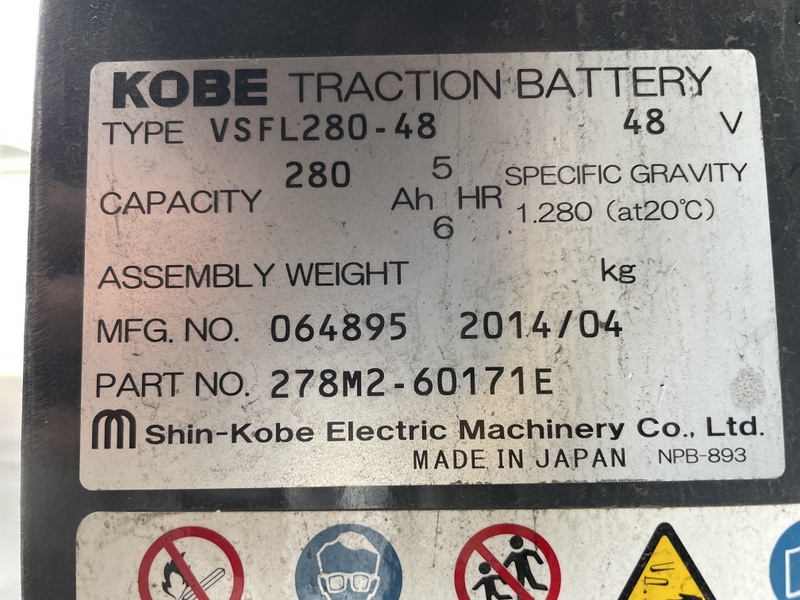 KOBE TRACTION BATTERY
TYPE VSFL280-48 48 V
CAPACITY 280 Ah 5 HR
6
SPECIFIC GRAVITY
1.280 (at20℃)
ASSEMBLY WEIGHT kg
MFG. NO. 064895 2014/04
PART NO. 278M2-60171E
Shin-Kobe Electric Machinery Co., Ltd.
MADE IN JAPAN NPB-893